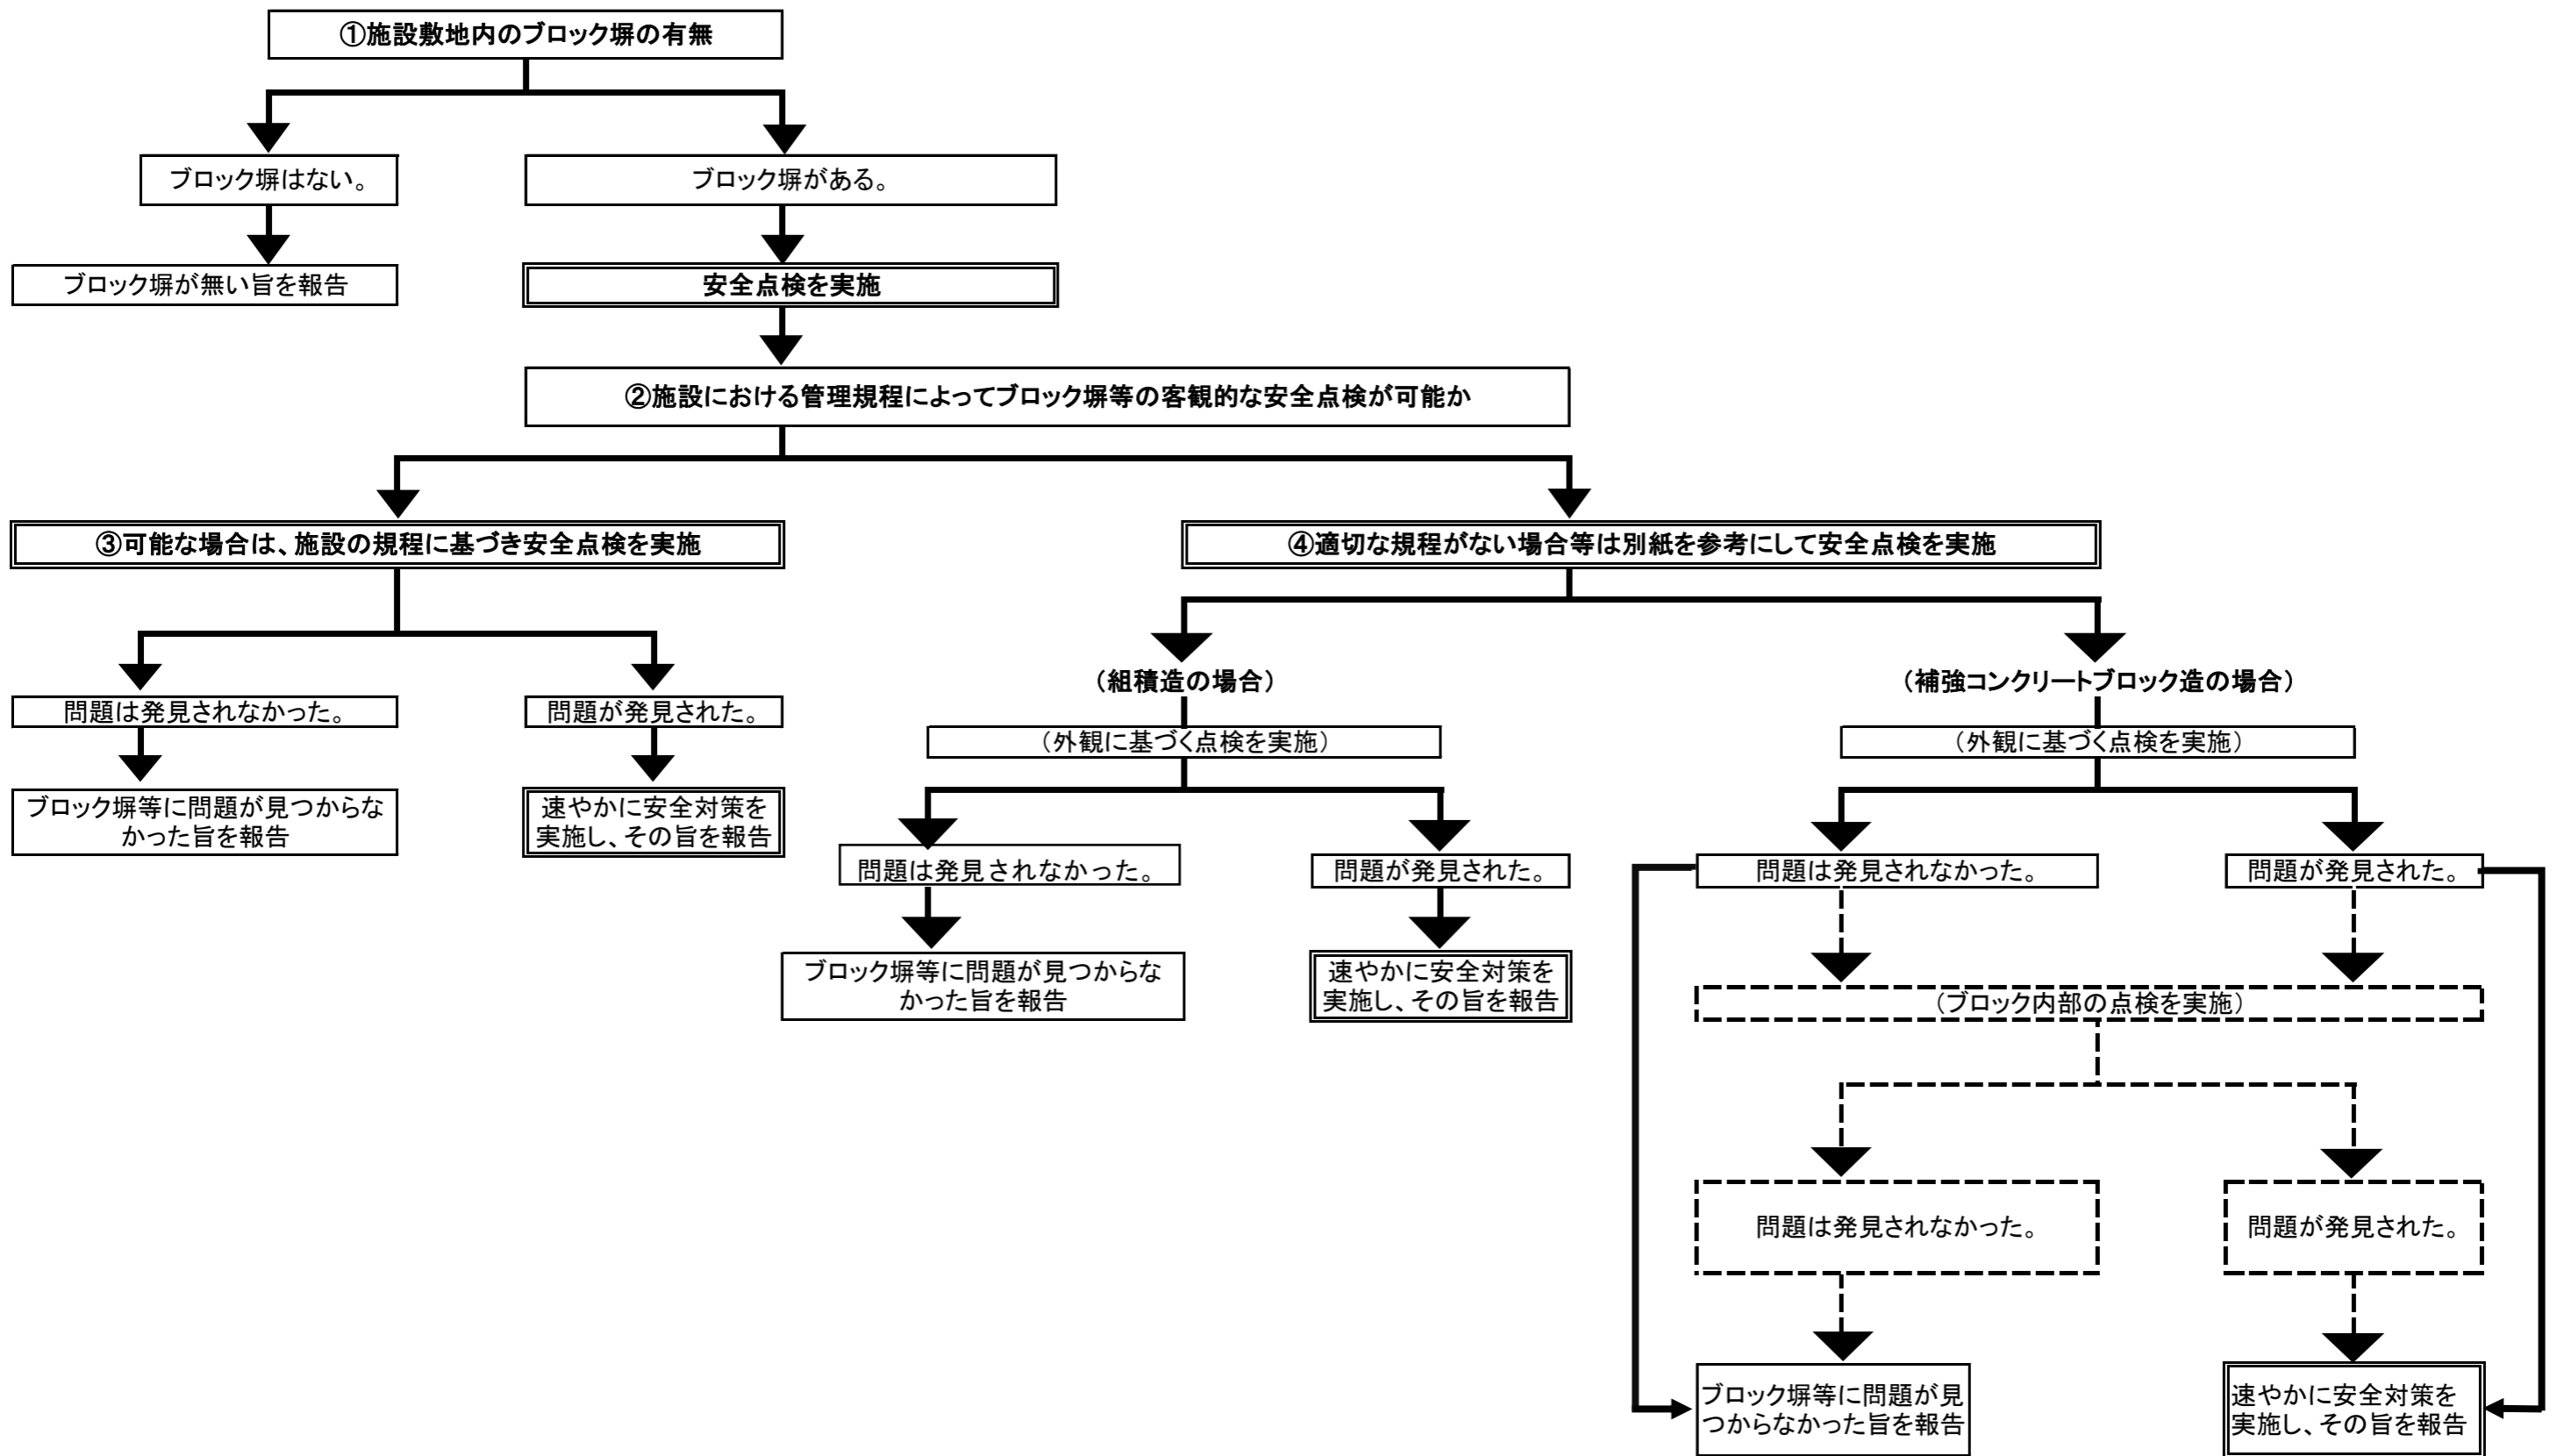 ①施設敷地内のブロック塀の有無
ブロック塀はない。
ブロック塀がある。
ブロック塀が無い旨を報告
安全点検を実施
②施設における管理規程によってブロック塀等の客観的な安全点検が可能か
③可能な場合は、施設の規程に基づき安全点検を実施
④適切な規程がない場合等は別紙を参考にして安全点検を実施
問題は発見されなかった。
問題が発見された。
ブロック塀等に問題が見つからな
かった旨を報告
速やかに安全対策を
実施し、その旨を報告
（組積造の場合）
（外観に基づく点検を実施）
問題は発見されなかった。
問題が発見された。
ブロック塀等に問題が見つからな
かった旨を報告
速やかに安全対策を
実施し、その旨を報告
（補強コンクリートブロック造の場合）
（外観に基づく点検を実施）
問題は発見されなかった。
問題が発見された。
（ブロック内部の点検を実施）
問題は発見されなかった。
問題が発見された。
ブロック塀等に問題が見
つからなかった旨を報告
速やかに安全対策を
実施し、その旨を報告